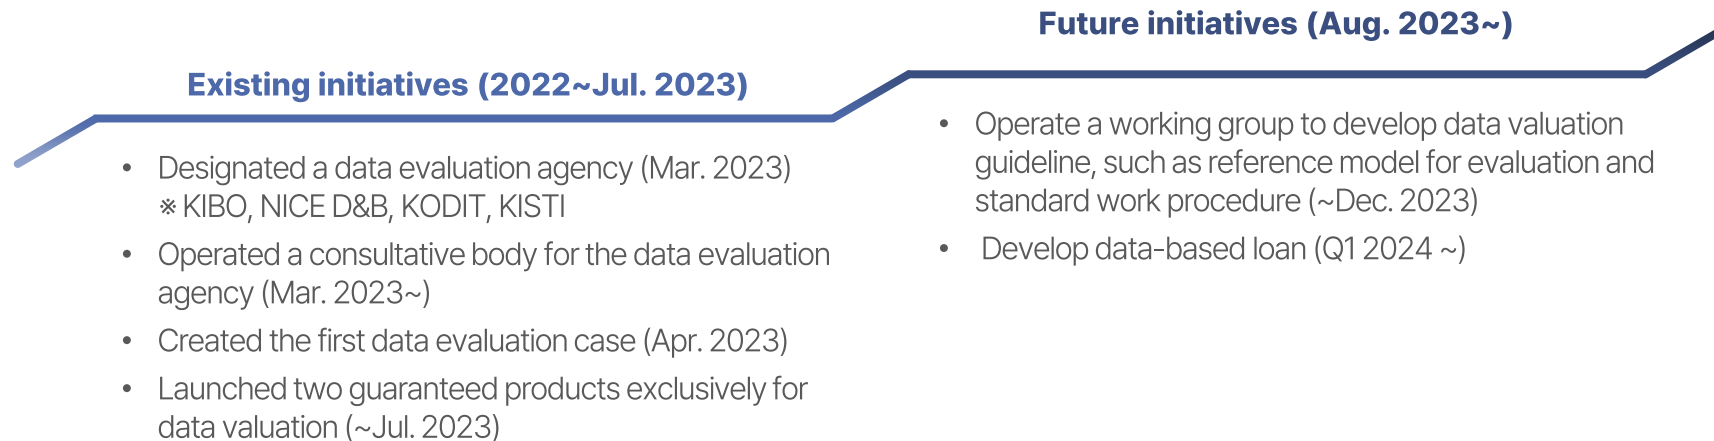 Existing initiatives (2022~Jul. 2023)
• Designated a data evaluation agency (Mar. 2023)
※ KIBO, NICE D&B, KODIT, KISTI
• Operated a consultative body for the data evaluation
agency (Mar. 2023~)
• Created the first data evaluation case (Apr. 2023)
• Launched two guaranteed products exclusively for
data valuation (~Jul. 2023)
Future initiatives (Aug. 2023~)
• Operate a working group to develop data valuation
guideline, such as reference model for evaluation and
standard work procedure (~Dec. 2023)
• Develop data-based loan (Q1 2024 ~)